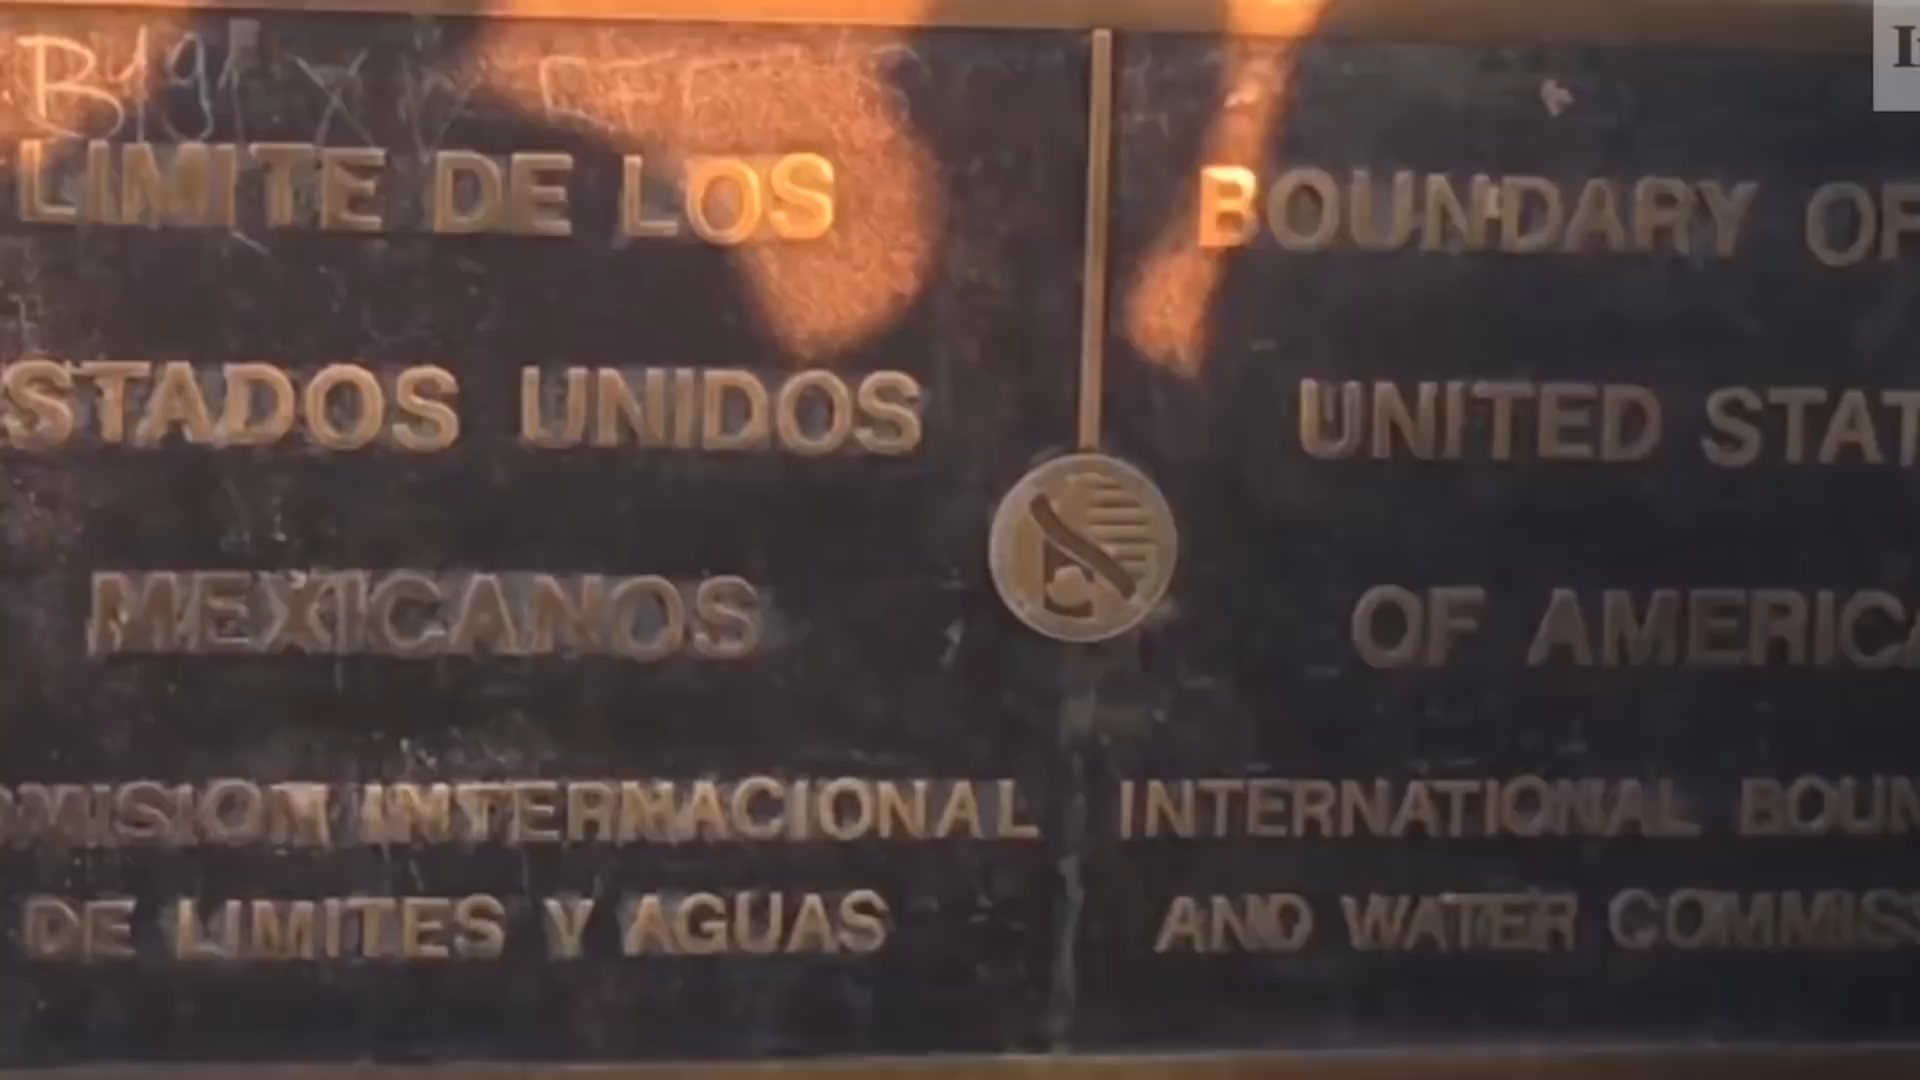 LIMITE DE LOS
STADOS UNIDOS
MEXICANOS
OMISION INTERNACIONAL
DE LIMITES Y AGUAS
BOUNDARY OF
UNITED STAT
OF AMERICA
INTERNATIONAL BOUN
AND WATER COMMISS